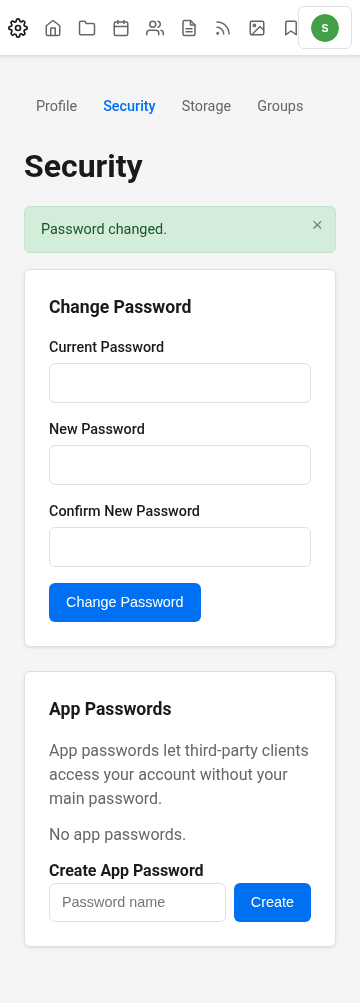 S
Profile Security Storage Groups
Security
Password changed.
Change Password
Current Password
New Password
Confirm New Password
Change Password
App Passwords
App passwords let third-party clients
access your account without your
main password.
No app passwords.
Create App Password
Password name Create